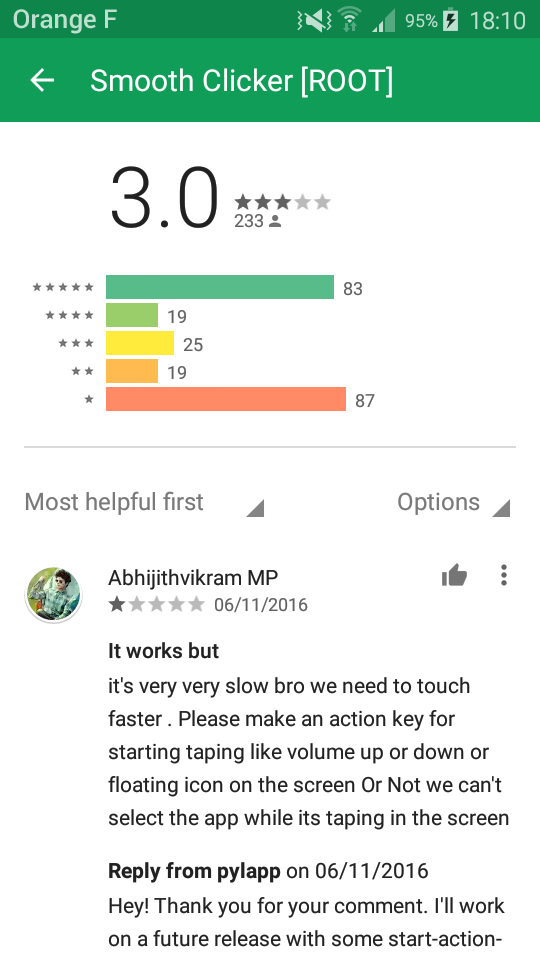 Orange F 95% 18:10
Smooth Clicker [ROOT]
3.0
233
83
19
25
19
87
Most helpful first Options
Abhijithvikram MP
06/11/2016
It works but
it's very very slow bro we need to touch
faster . Please make an action key for
starting taping like volume up or down or
floating icon on the screen Or Not we can't
select the app while its taping in the screen
Reply from pylapp on 06/11/2016
Hey! Thank you for your comment. I'll work
on a future release with some start-action-